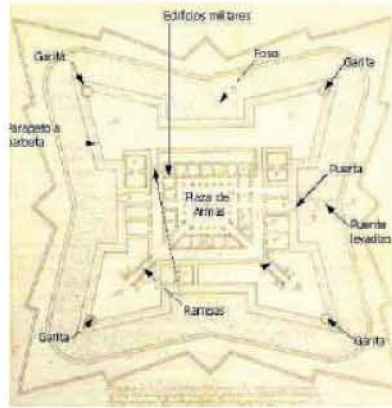 Edificios militares
Garita
Foso
Garita
Parapeto a
barbeta
Puerta
Plaza de
Armas
Puente
levadizo
Rampas
Garita
Garita